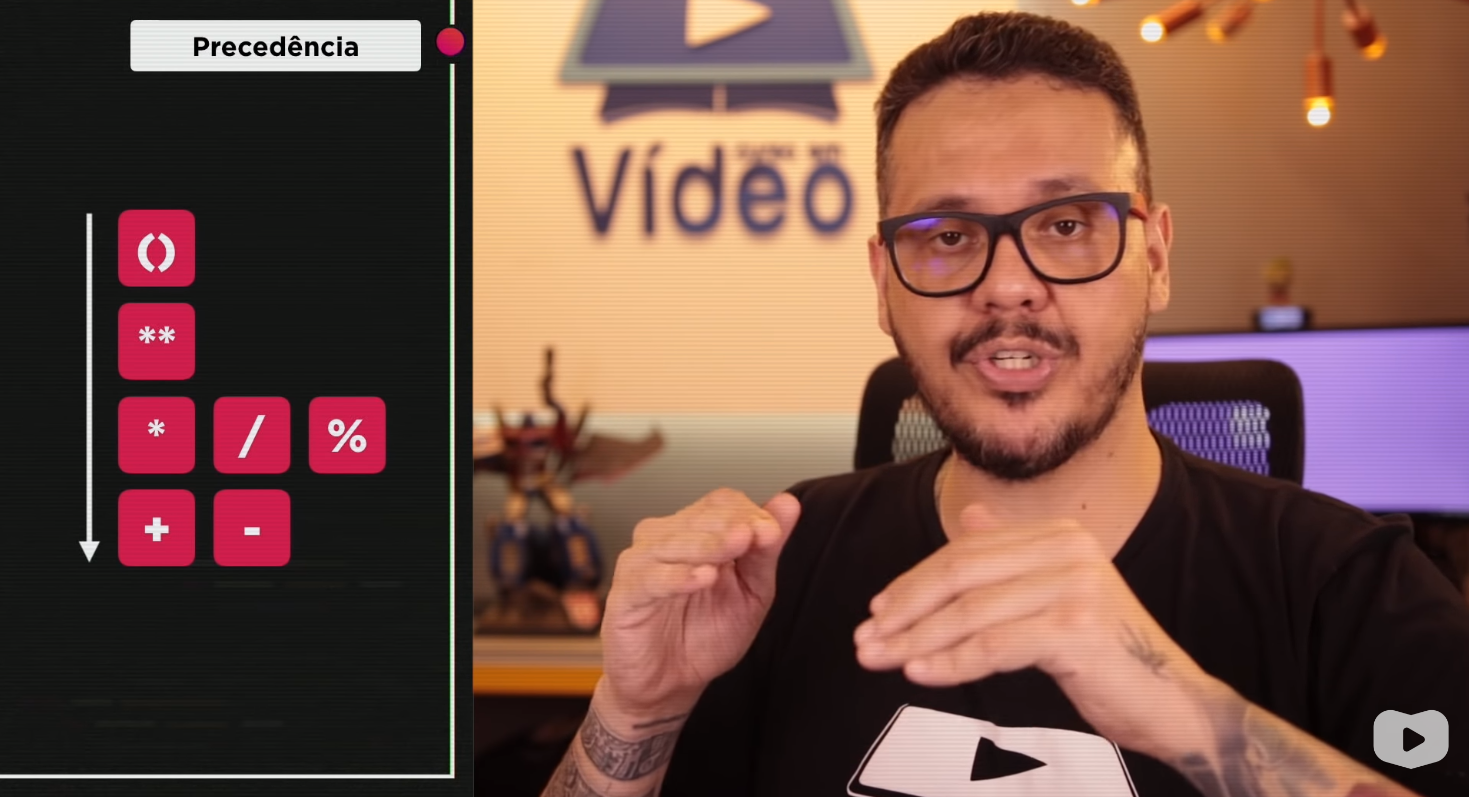 Precedência
()
**
* / %
+ -
Vídeo